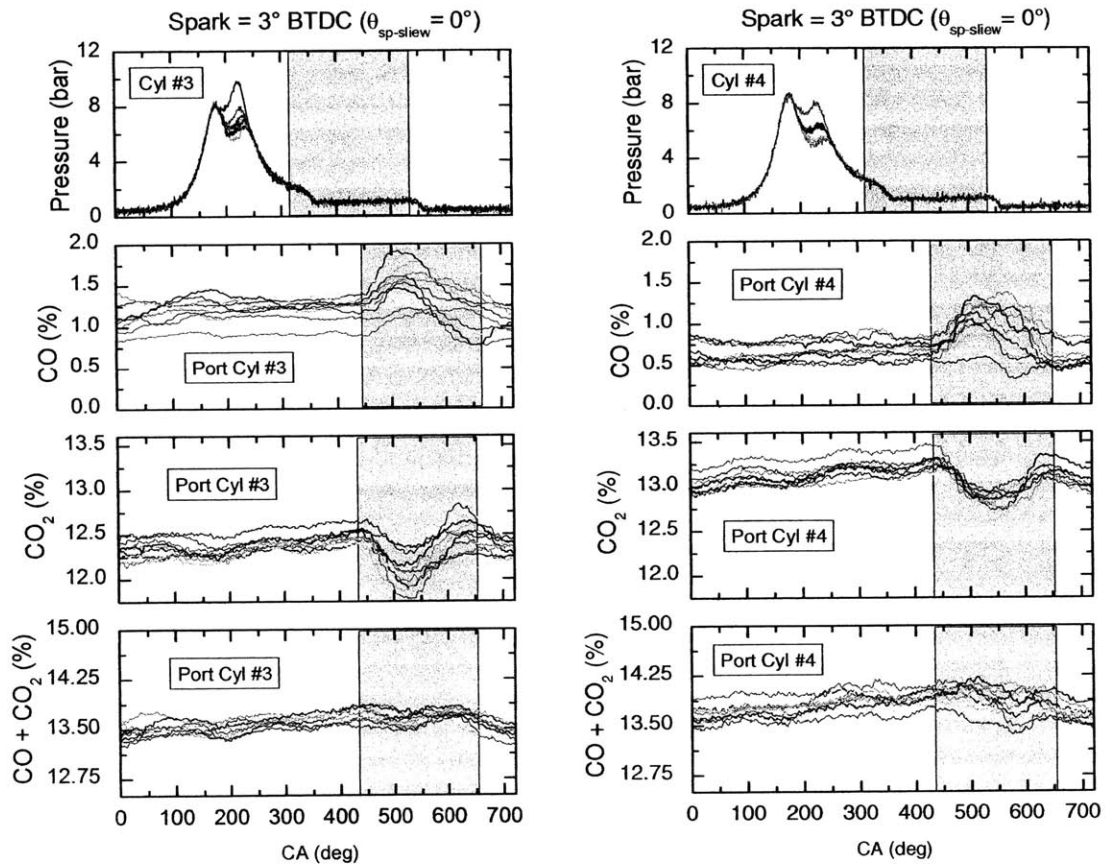 Spark = 3° BTDC (θsp-sliew = 0°)
12
8
4
0
Pressure (bar)
Cyl #3
2.0
1.5
1.0
0.5
0.0
CO (%)
Port Cyl #3
13.5
13.0
12.5
12.0
CO2 (%)
Port Cyl #3
15.00
14.25
13.50
12.75
CO + CO2 (%)
Port Cyl #3
0 100 200 300 400 500 600 700
CA (deg)
Spark = 3° BTDC (θsp-sliew = 0°)
12
8
4
0
Pressure (bar)
Cyl #4
2.0
1.5
1.0
0.5
0.0
CO (%)
Port Cyl #4
13.5
13.0
12.5
12.0
CO2 (%)
Port Cyl #4
15.00
14.25
13.50
12.75
CO + CO2 (%)
Port Cyl #4
0 100 200 300 400 500 600 700
CA (deg)